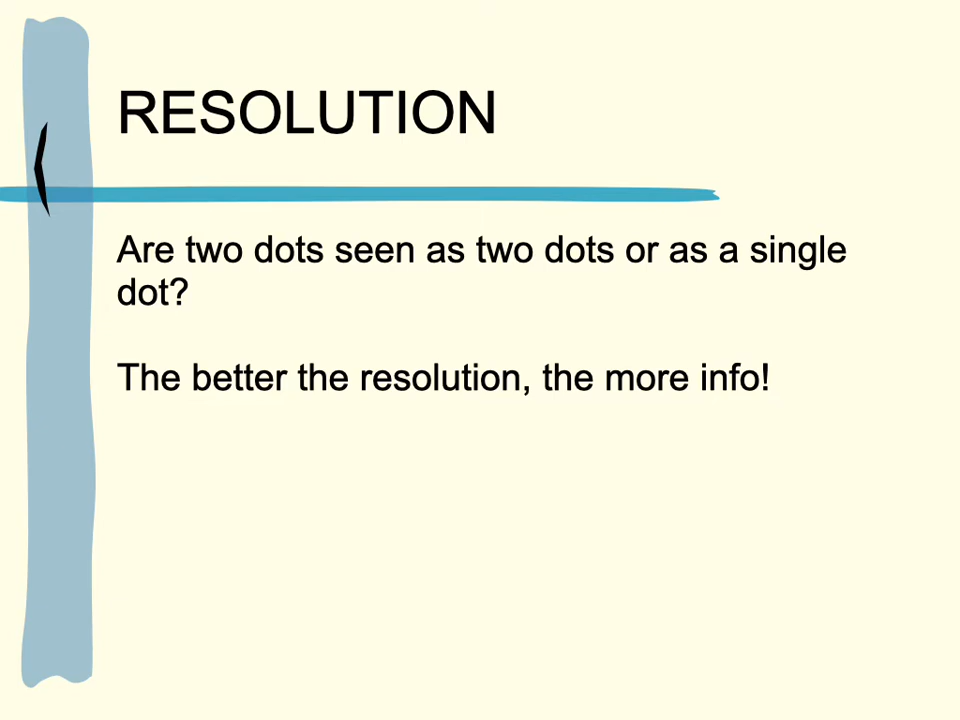 RESOLUTION
Are two dots seen as two dots or as a single
dot?
The better the resolution, the more info!